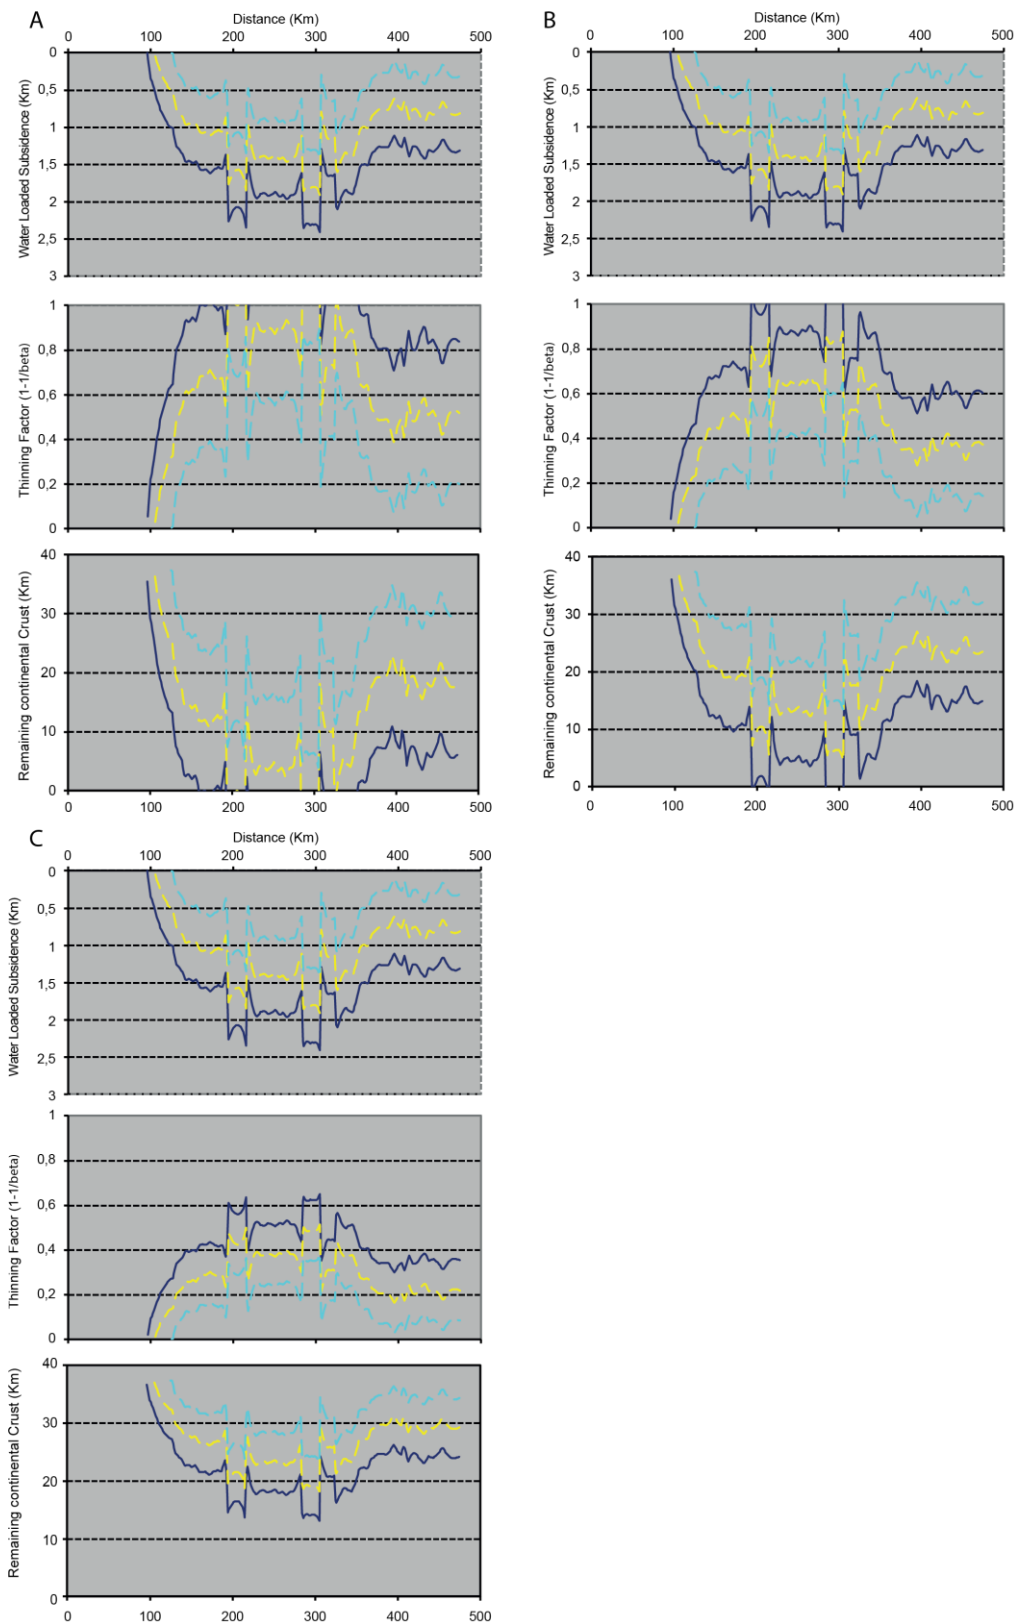 A
Distance (Km)
0 100 200 300 400 500
Water Loaded Subsidence (Km)
0
0,5
1
1,5
2
2,5
3
Thinning Factor (1-1/beta)
1
0,8
0,6
0,4
0,2
0
Remaining continental Crust (Km)
40
30
20
10
0
0 100 200 300 400 500
B
Distance (Km)
0 100 200 300 400 500
Water Loaded Subsidence (Km)
0
0,5
1
1,5
2
2,5
3
Thinning Factor (1-1/beta)
1
0,8
0,6
0,4
0,2
0
Remaining continental Crust (Km)
40
30
20
10
0
0 100 200 300 400 500
C
Distance (Km)
0 100 200 300 400 500
Water Loaded Subsidence (Km)
0
0,5
1
1,5
2
2,5
3
Thinning Factor (1-1/beta)
1
0,8
0,6
0,4
0,2
0
Remaining continental Crust (Km)
40
30
20
10
0
0 100 200 300 400 500